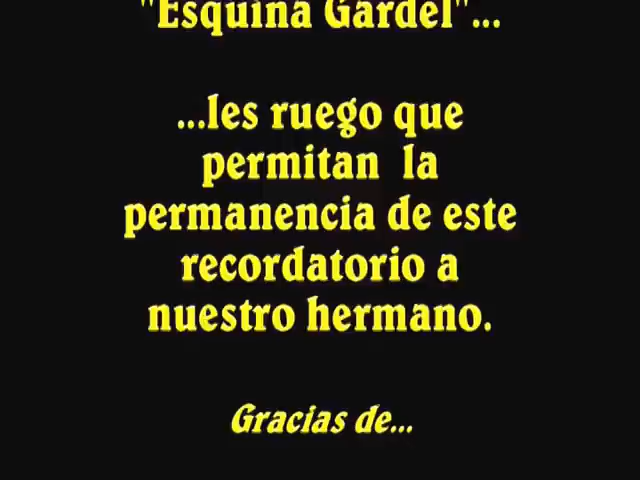 "Esquina Gardel"...
...les ruego que
permitan la
permanencia de este
recordatorio a
nuestro hermano.
Gracias de...